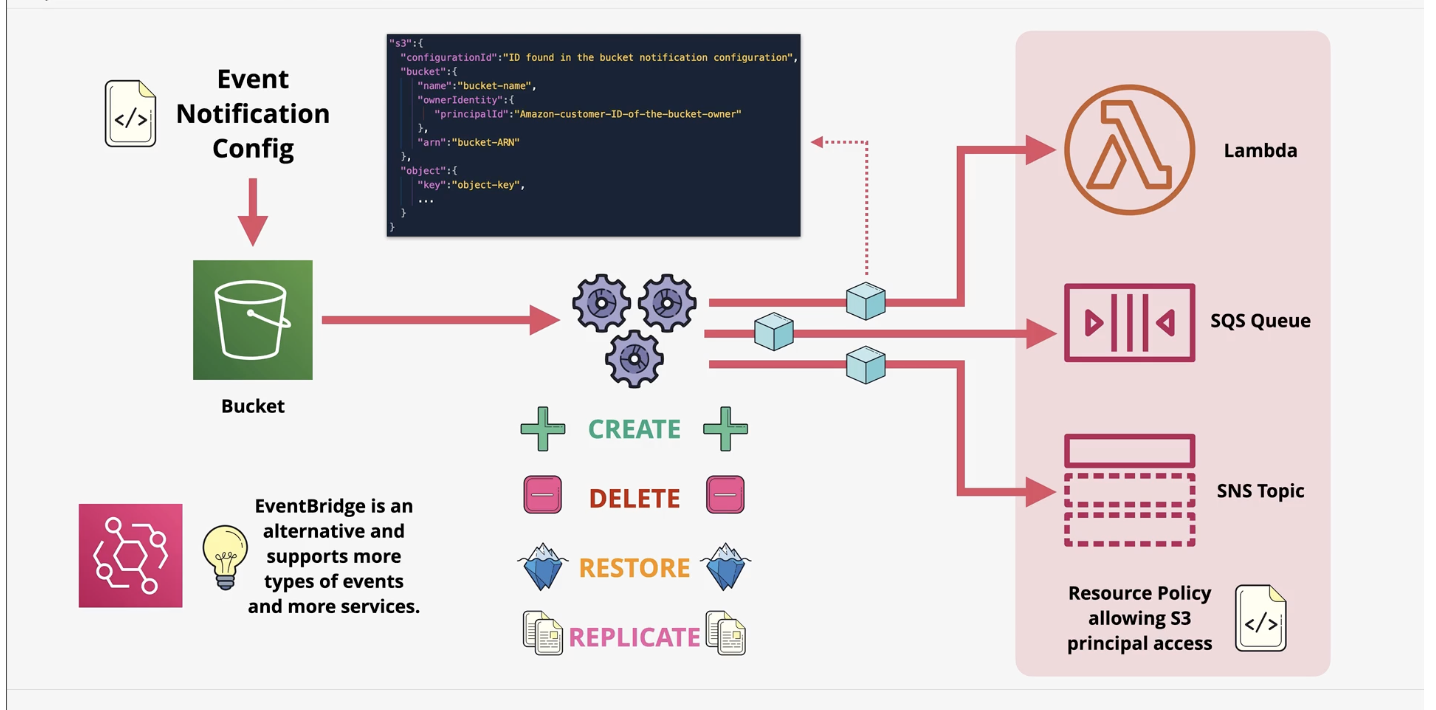 Event
Notification
Config
</>
"s3":{
"configurationId":"ID found in the bucket notification configuration",
"bucket":{
"name":"bucket-name",
"ownerIdentity":{
"principalId":"Amazon-customer-ID-of-the-bucket-owner"
},
"arn":"bucket-ARN"
},
"object":{
"key":"object-key",
...
}
}
Lambda
SQS Queue
SNS Topic
Bucket
CREATE
DELETE
RESTORE
REPLICATE
EventBridge is an
alternative and
supports more
types of events
and more services.
Resource Policy
allowing S3
principal access
</>